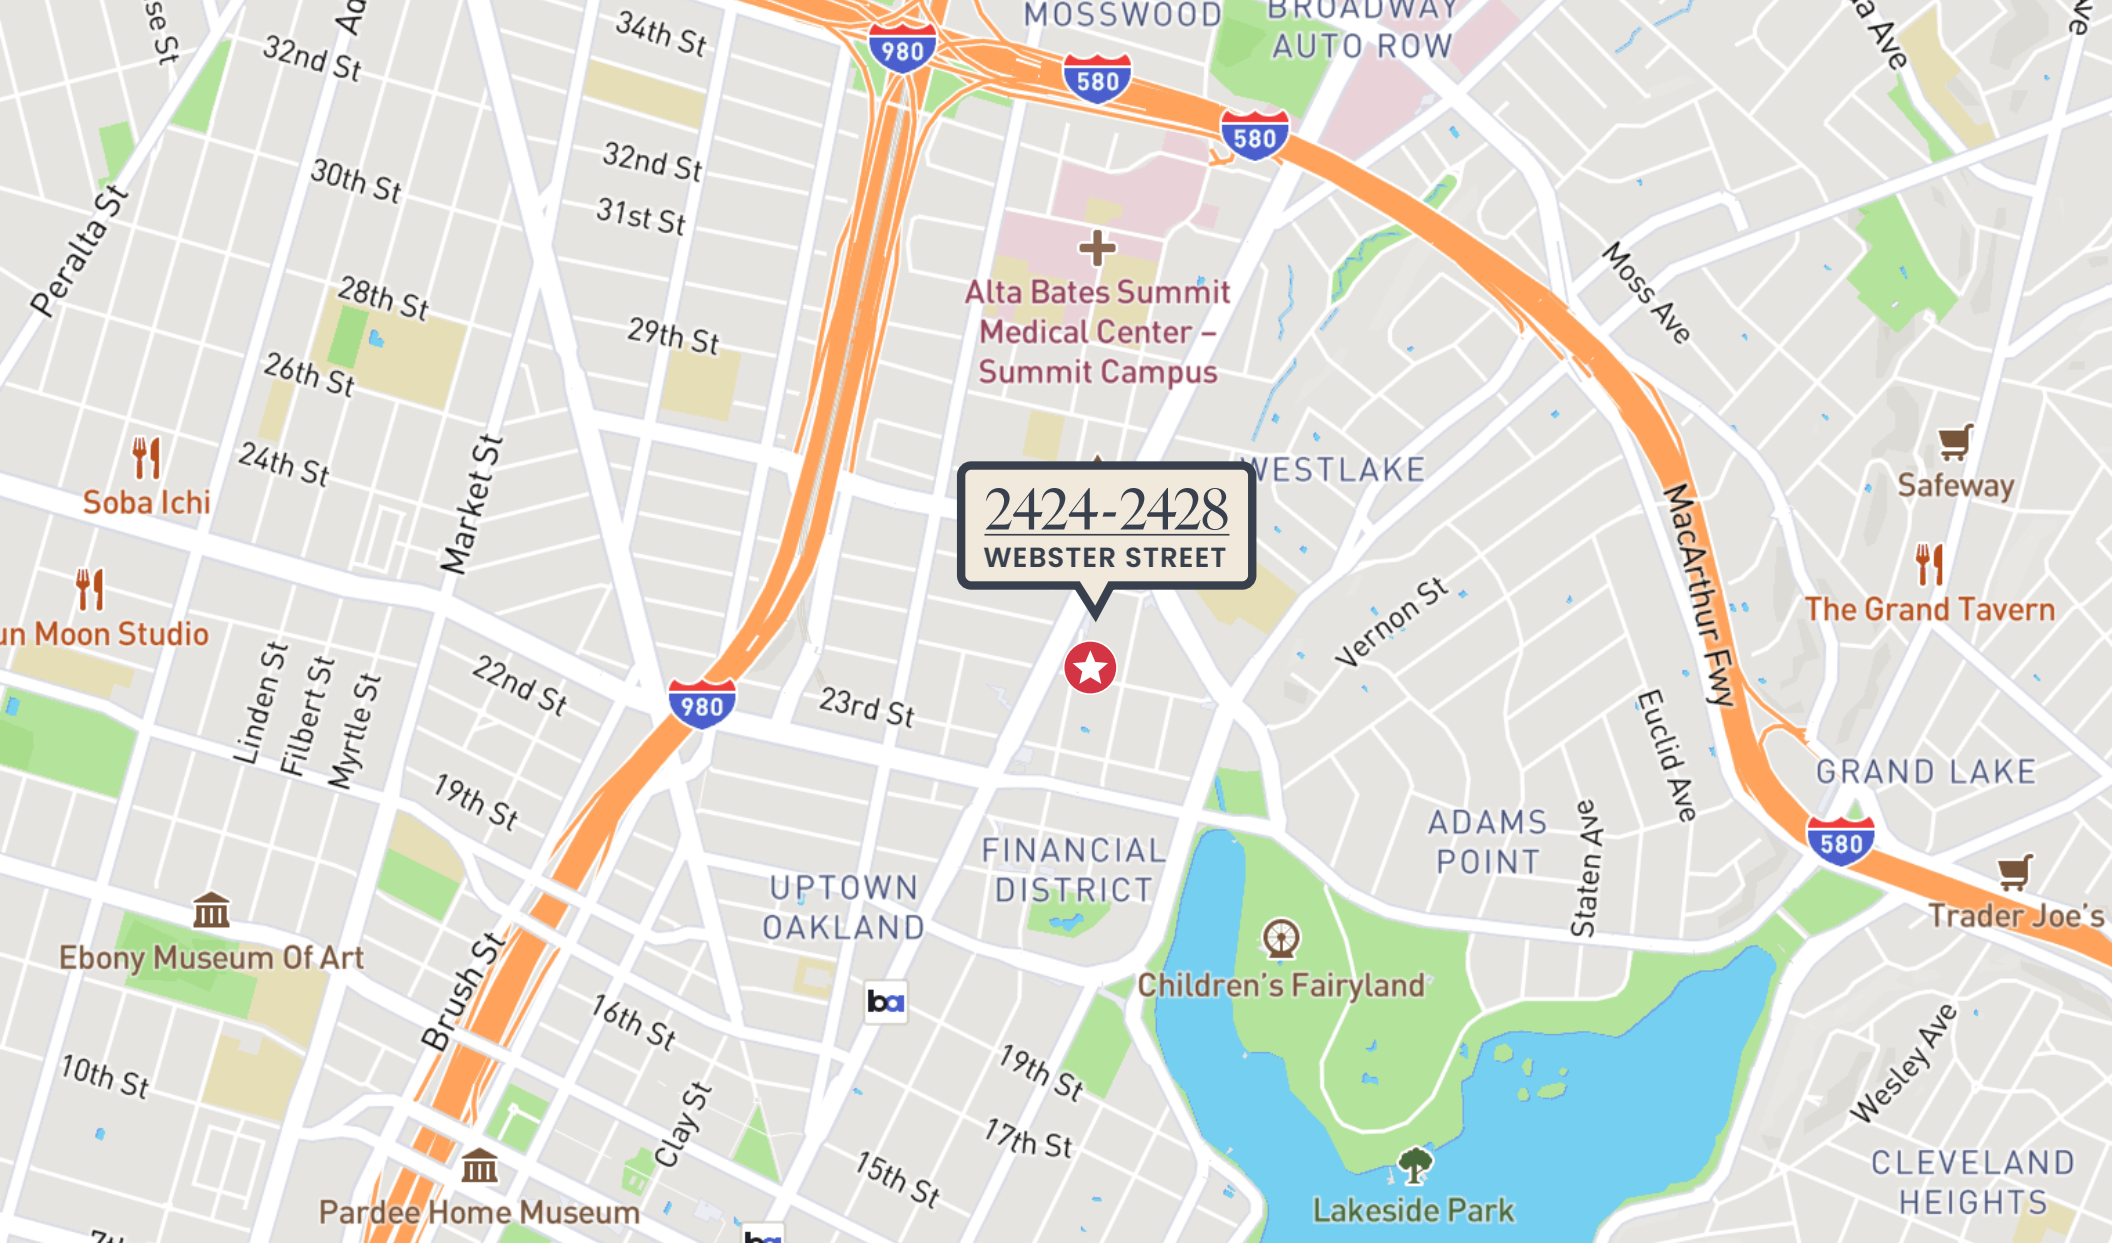 34th St
MOSSWOOD
BROADWAY
AUTO ROW
32nd St
980
580
580
32nd St
30th St
31st St
Peralta St
28th St
29th St
26th St
Alta Bates Summit
Medical Center –
Summit Campus
Moss Ave
24th St
Market St
Soba Ichi
WESTLAKE
Safeway
2424-2428
WEBSTER STREET
MacArthur Fwy
The Grand Tavern
un Moon Studio
Vernon St
Linden St
Filbert St
Myrtle St
22nd St
980
23rd St
Euclid Ave
GRAND LAKE
19th St
FINANCIAL
DISTRICT
ADAMS
POINT
Staten Ave
580
UPTOWN
OAKLAND
Trader Joe's
Ebony Museum Of Art
Brush St
Children's Fairyland
ba
16th St
19th St
Wesley Ave
10th St
Clay St
17th St
15th St
CLEVELAND
HEIGHTS
Pardee Home Museum
Lakeside Park